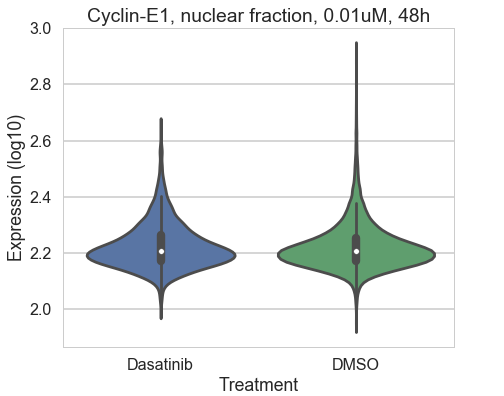 Cyclin-E1, nuclear fraction, 0.01uM, 48h
3.0
2.8
2.6
2.4
2.2
2.0
Expression (log10)
Dasatinib DMSO
Treatment